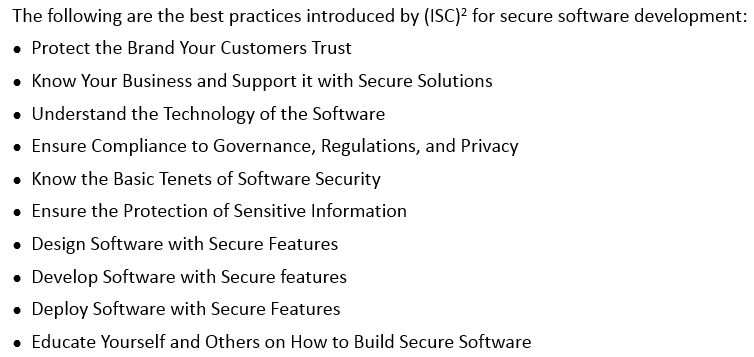 The following are the best practices introduced by (ISC)² for secure software development:
• Protect the Brand Your Customers Trust
• Know Your Business and Support it with Secure Solutions
• Understand the Technology of the Software
• Ensure Compliance to Governance, Regulations, and Privacy
• Know the Basic Tenets of Software Security
• Ensure the Protection of Sensitive Information
• Design Software with Secure Features
• Develop Software with Secure features
• Deploy Software with Secure Features
• Educate Yourself and Others on How to Build Secure Software